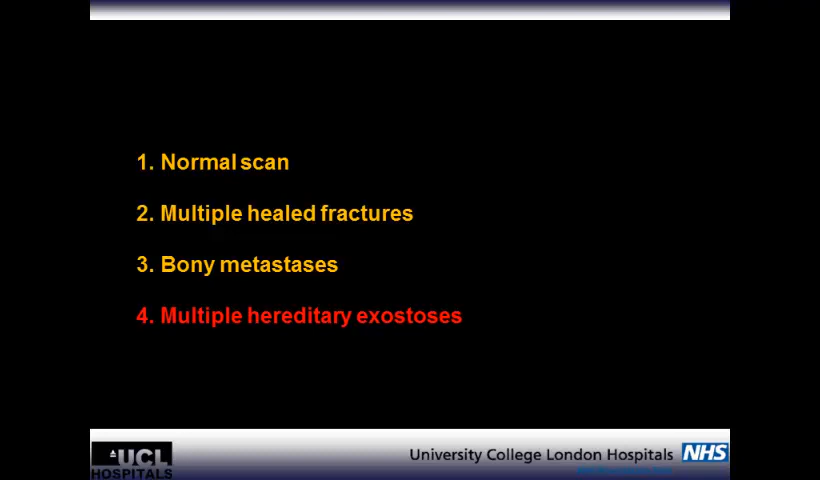 1. Normal scan
2. Multiple healed fractures
3. Bony metastases
4. Multiple hereditary exostoses
UCL
HOSPITALS
University College London Hospitals
NHS